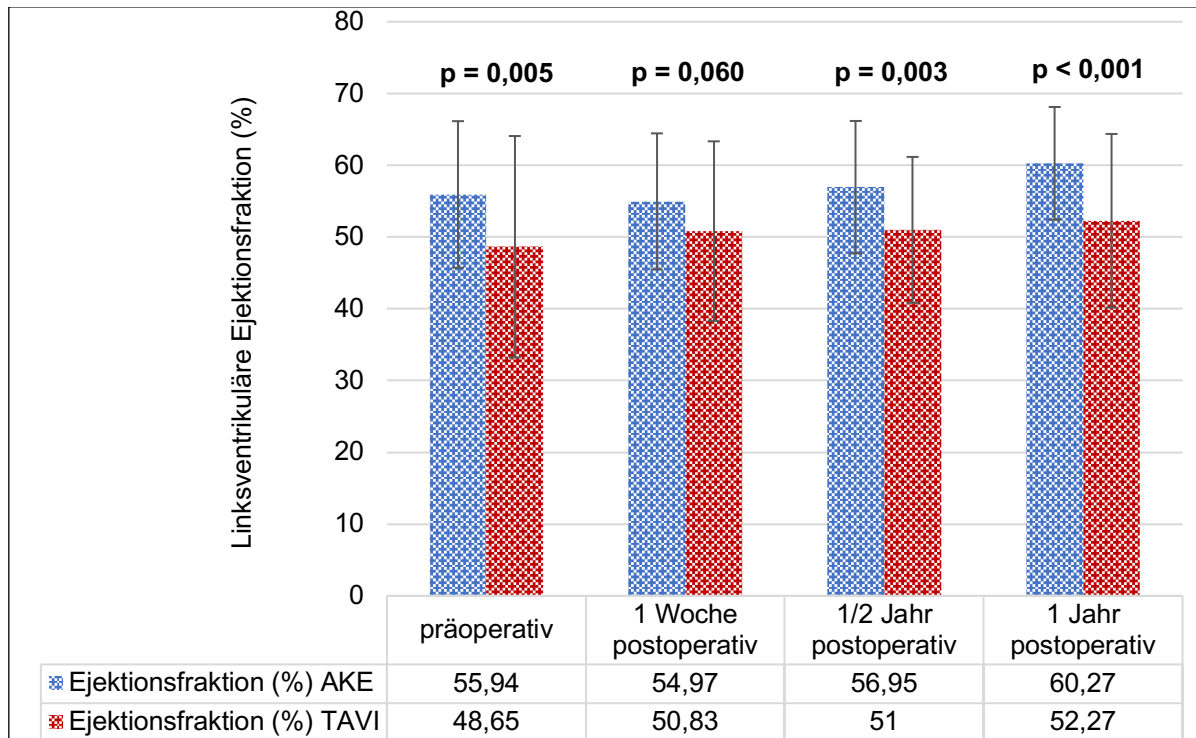 80
p = 0,005 p = 0,060 p = 0,003 p < 0,001
70
60
50
40
30
20
10
0
Linksventrikuläre Ejektionsfraktion (%)
präoperativ 1 Woche postoperativ 1/2 Jahr postoperativ 1 Jahr postoperativ
Ejektionsfraktion (%) AKE 55,94 54,97 56,95 60,27
Ejektionsfraktion (%) TAVI 48,65 50,83 51 52,27